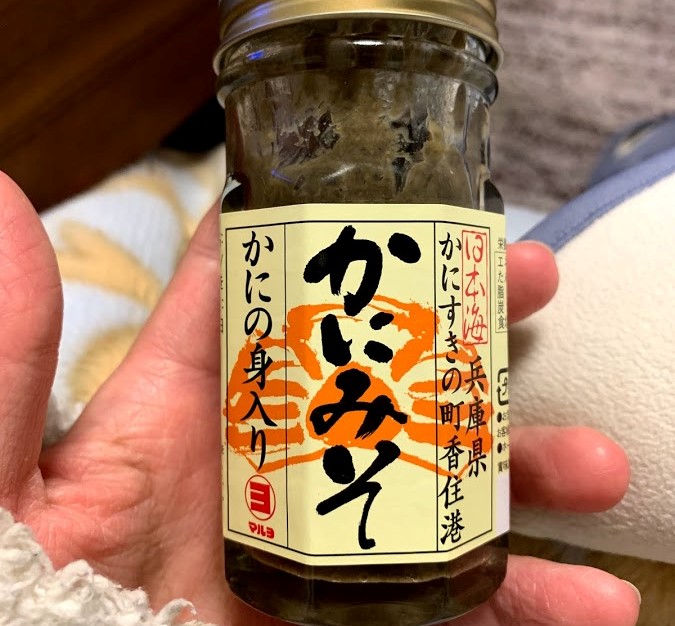 日本海
兵庫県
かにすきの町香住港
かにみそ
かにの身入り
ヨ
マルヨ